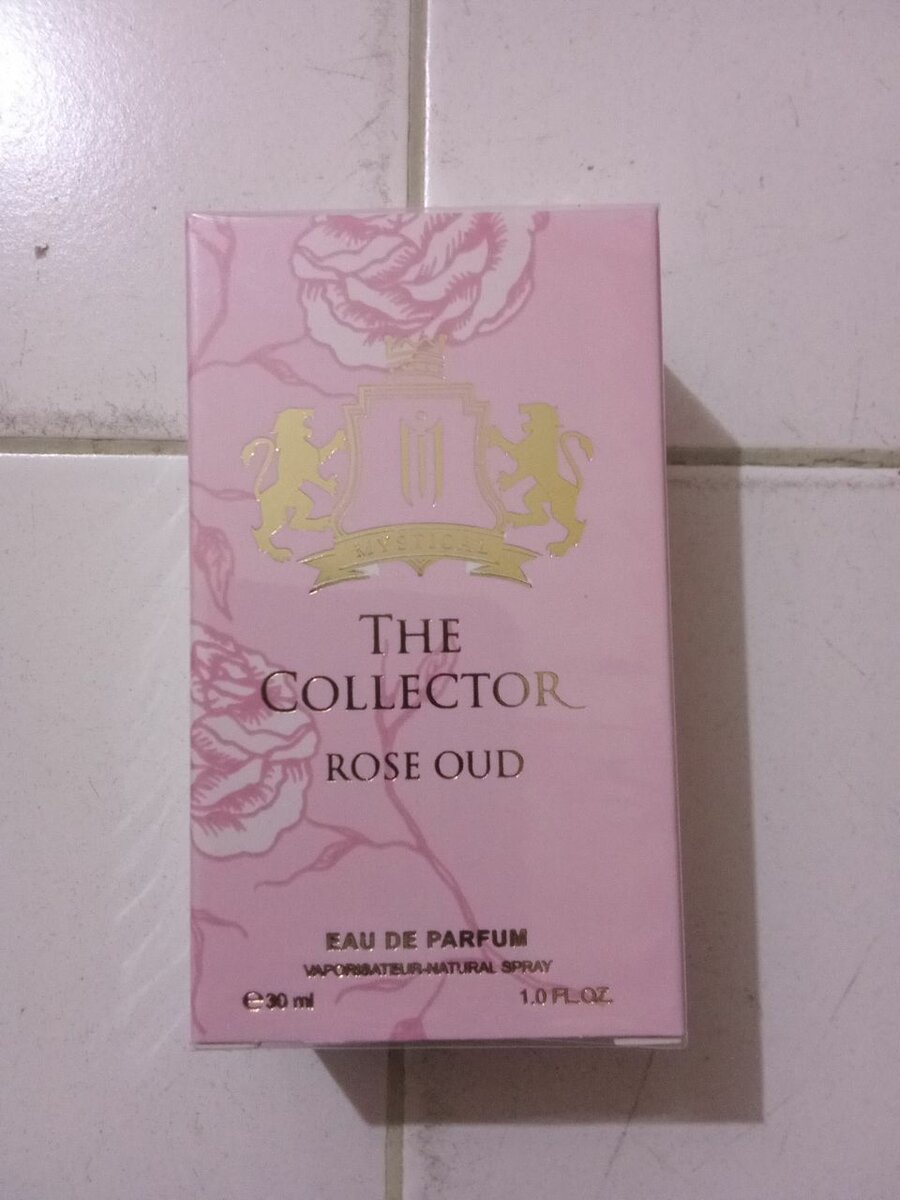 MYSTICAL
THE
COLLECTOR
ROSE OUD
EAU DE PARFUM
VAPORISATEUR-NATURAL SPRAY
℮30 ml 1.0 FL.OZ.